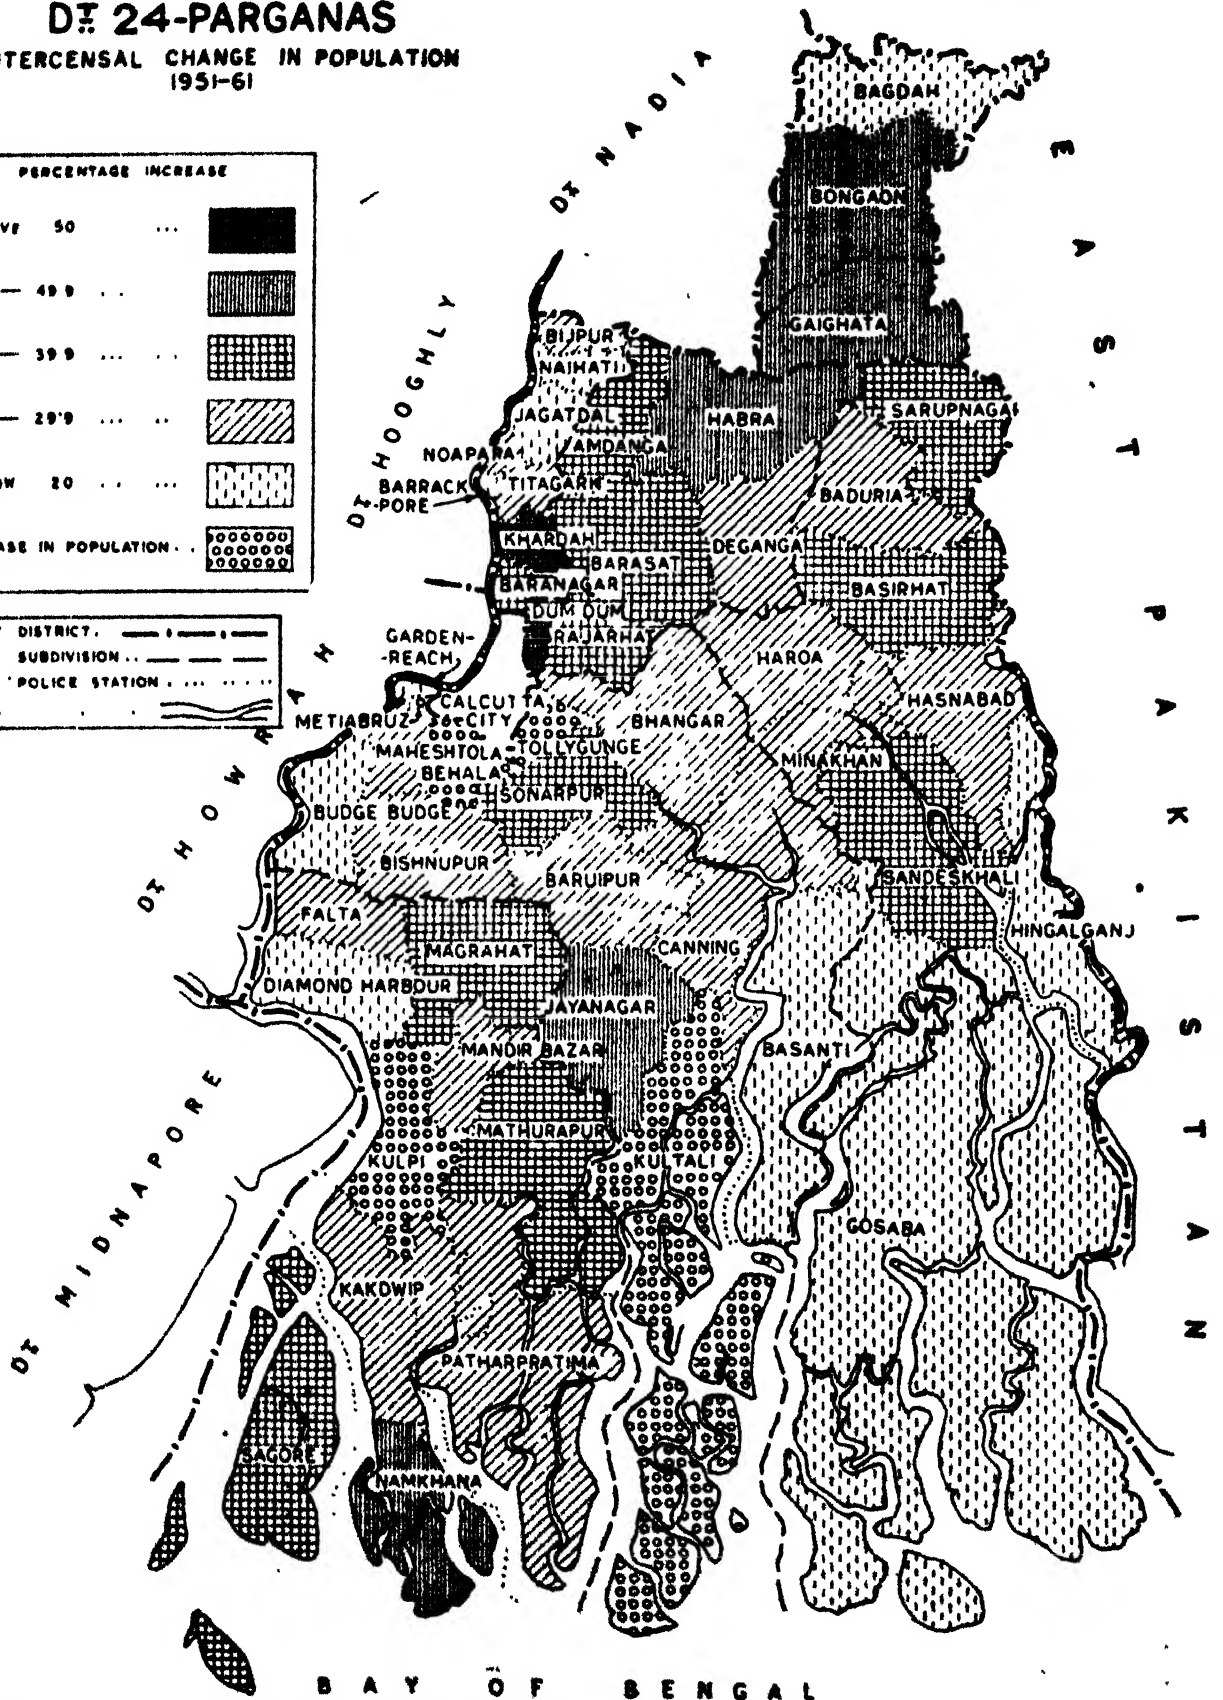 DT. 24-PARGANAS
TERCENSAL CHANGE IN POPULATION
1951-61
PERCENTAGE INCREASE
VE 50 ...
— 49.9 ..
— 39.9 ... ..
— 29.9 ... ..
W 20 .. ...
ASE IN POPULATION..
DISTRICT.
SUBDIVISION..
POLICE STATION....
DT NADIA
DT HOOGHLY
DT HOWRAH
DT MIDNAPORE
EAST PAKISTAN
BAGDAH
BONGAON
GAIGHATA
BIJPUR
NAIHATI
JAGATDAL
HABRA
SARUPNAGA
AMDANGA
NOAPARA
TITAGARH
BARRACK
-PORE
BADURIA
KHARDAH
DEGANGA
BARASAT
BARANAGAR
BASIRHAT
DUM DUM
RAJARHAT
GARDEN-
-REACH
HAROA
HASNABAD
CALCUTTA
CITY
METIABRUZ
BHANGAR
MAHESHTOLA
TOLLYGUNGE
MINAKHAN
BEHALA
SONARPUR
BUDGE BUDGE
BISHNUPUR
BARUIPUR
SANDESKHALI
FALTA
HINGALGANJ
MAGRAHAT
CANNING
DIAMOND HARBOUR
JAYANAGAR
MANDIR BAZAR
BASANTI
MATHURAPUR
KULPI
KULTALI
GOSABA
KAKDWIP
PATHARPRATIMA
SAGORE
NAMKHANA
BAY OF BENGAL